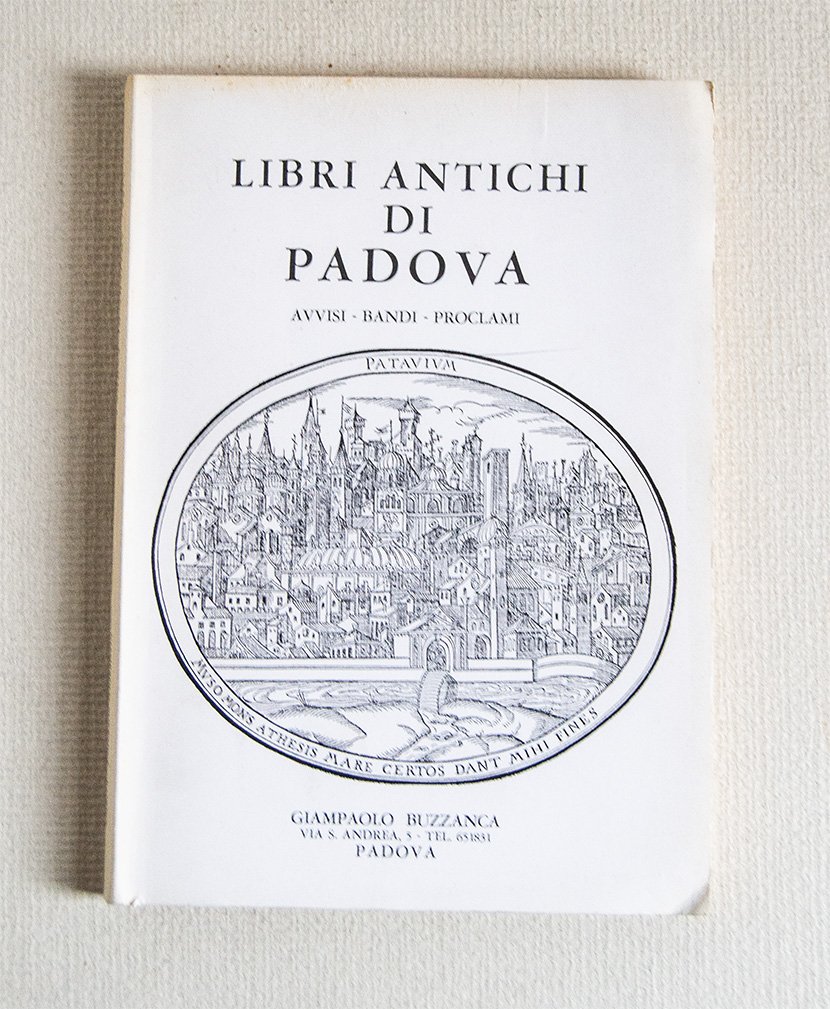 LIBRI ANTICHI
DI
PADOVA
AVVISI - BANDI - PROCLAMI
PATAVIVM
MVSO MONS ATHESIS MARE CERTOS DANT MIHI FINES
GIAMPAOLO BUZZANCA
VIA S. ANDREA, 5 - TEL. 651831
PADOVA